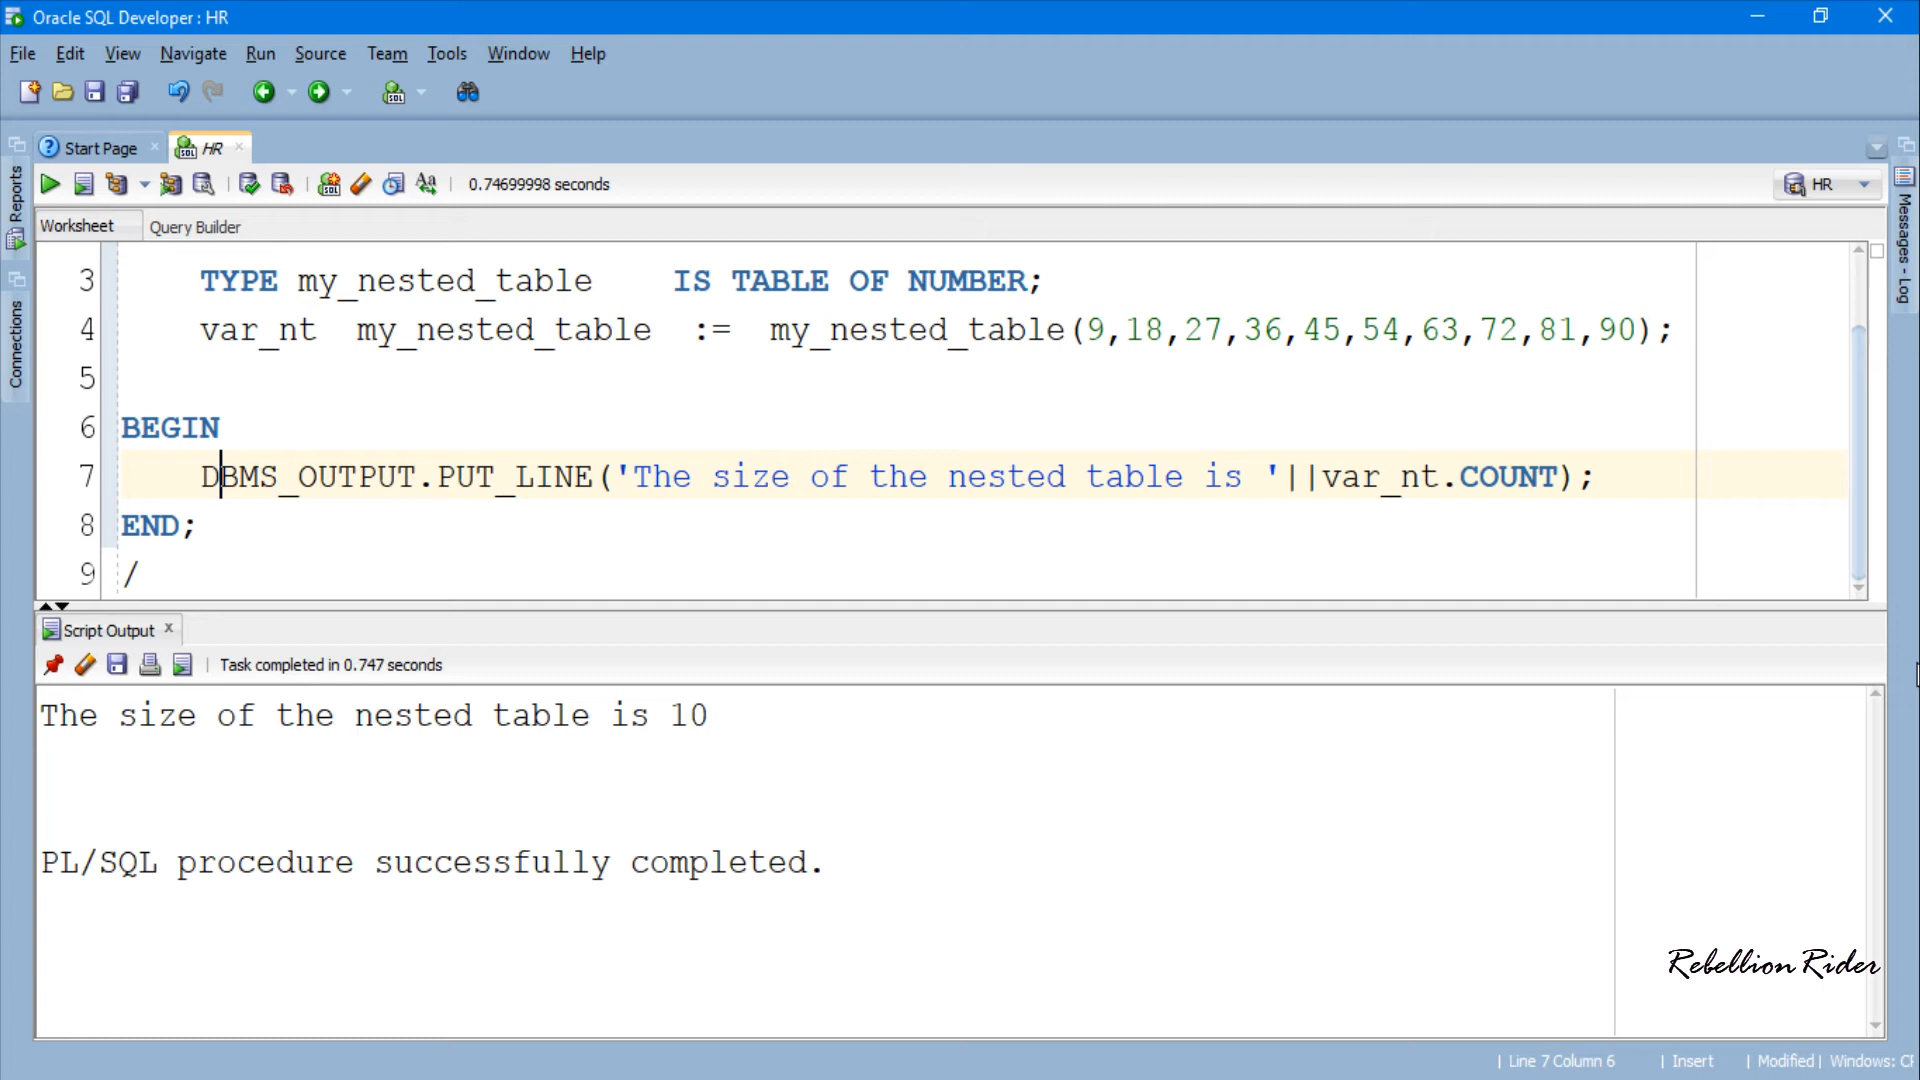 Oracle SQL Developer : HR
File Edit View Navigate Run Source Team Tools Window Help
Start Page HR
0.74699998 seconds
HR
Worksheet Query Builder
Reports
Connections
Messages - Log
3 TYPE my_nested_table IS TABLE OF NUMBER;
4 var_nt my_nested_table := my_nested_table(9,18,27,36,45,54,63,72,81,90);
5
6 BEGIN
7 DBMS_OUTPUT.PUT_LINE('The size of the nested table is '||var_nt.COUNT);
8 END;
9 /
Script Output x
Task completed in 0.747 seconds
The size of the nested table is 10
PL/SQL procedure successfully completed.
Rebellion Rider
Line 7 Column 6 | Insert | Modified | Windows: